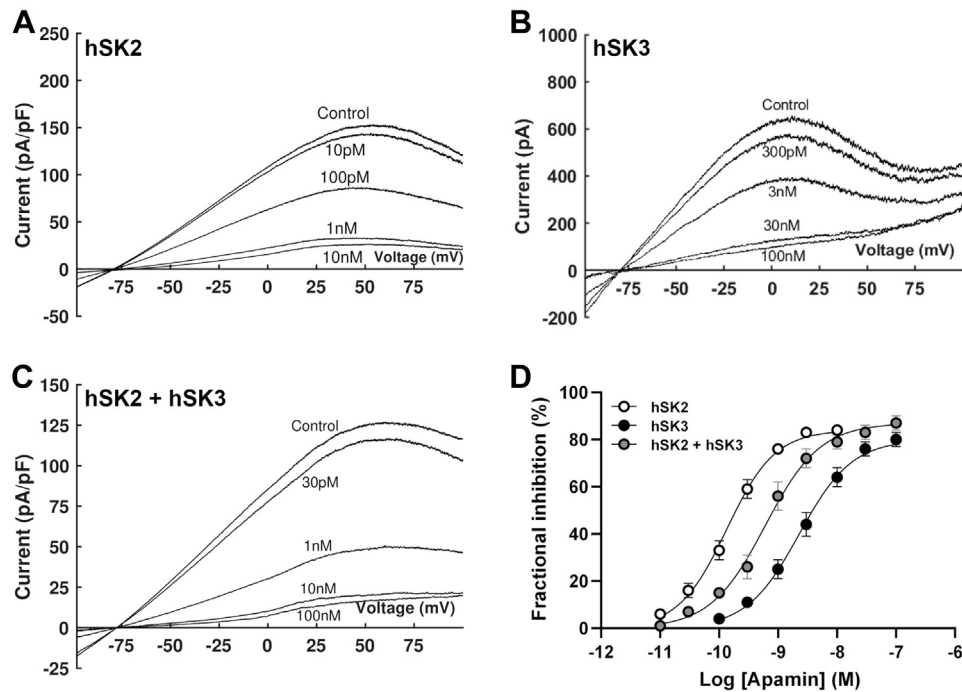 A
hSK2
Current (pA/pF)
250
200
150
100
50
0
-50
Control
10pM
100pM
1nM
10nM
Voltage (mV)
-75 -50 -25 0 25 50 75
B
hSK3
Current (pA)
1000
800
600
400
200
0
-200
Control
300pM
3nM
30nM
100nM
Voltage (mV)
-75 -50 -25 0 25 50 75
C
hSK2 + hSK3
Current (pA/pF)
150
125
100
75
50
25
0
-25
Control
30pM
1nM
10nM
100nM
Voltage (mV)
-75 -50 -25 0 25 50 75
D
Fractional inhibition (%)
100
80
60
40
20
0
hSK2
hSK3
hSK2 + hSK3
-12 -11 -10 -9 -8 -7 -6
Log [Apamin] (M)